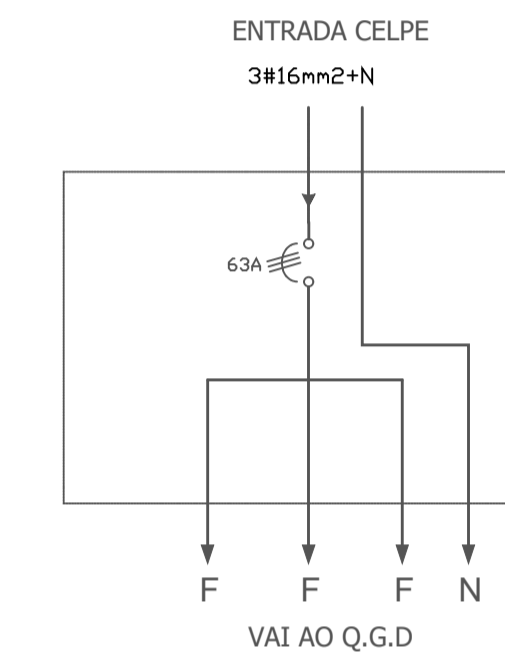 ENTRADA CELPE
3#16mm2+N
63A
F F F N
VAI AO Q.G.D